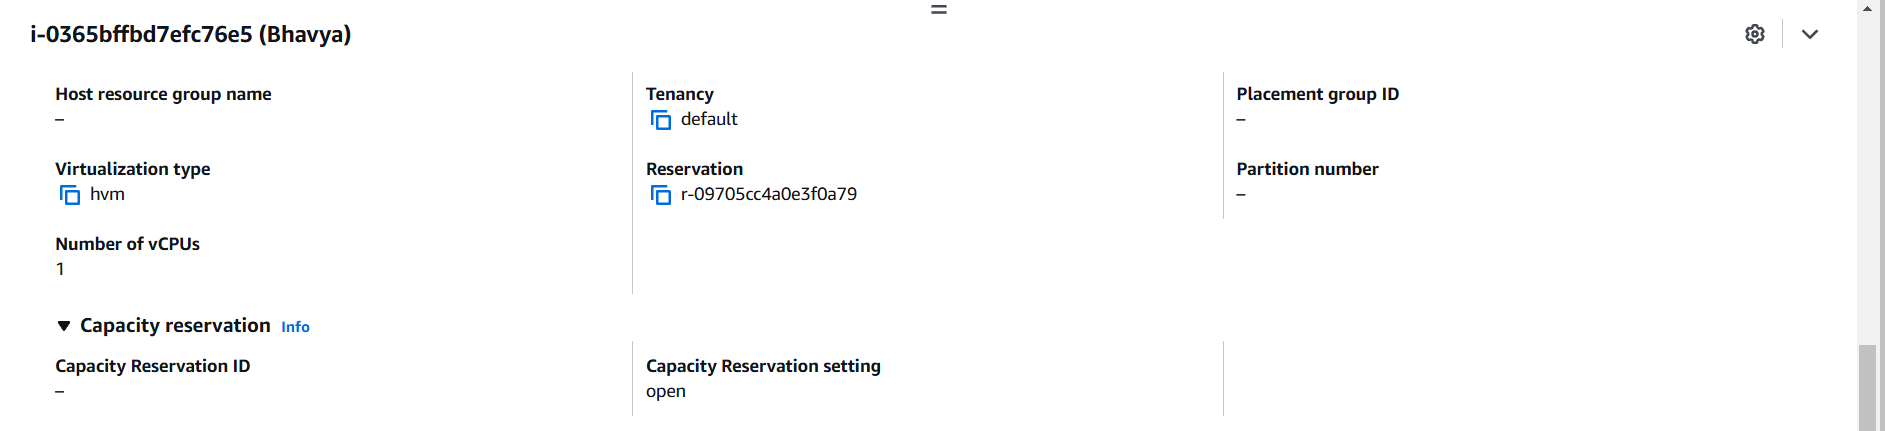 i-0365bffbd7efc76e5 (Bhavya)
Host resource group name
–
Tenancy
default
Placement group ID
–
Virtualization type
hvm
Reservation
r-09705cc4a0e3f0a79
Partition number
–
Number of vCPUs
1
Capacity reservation Info
Capacity Reservation ID
–
Capacity Reservation setting
open